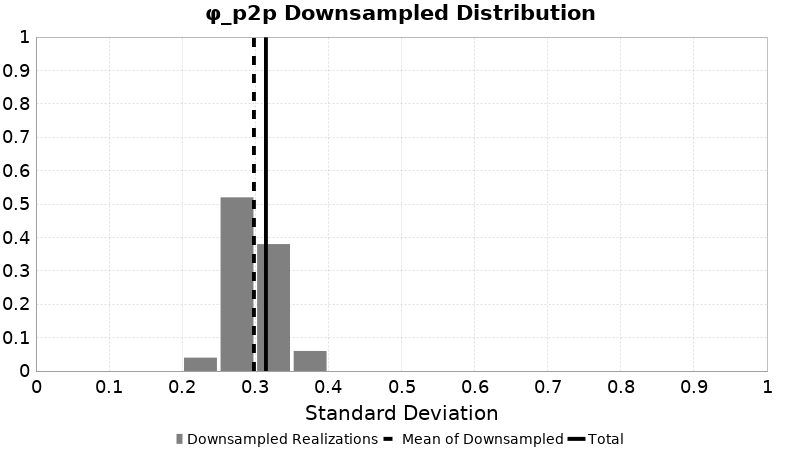 φ_p2p Downsampled Distribution
1
0.9
0.8
0.7
0.6
0.5
0.4
0.3
0.2
0.1
0
0 0.1 0.2 0.3 0.4 0.5 0.6 0.7 0.8 0.9 1
Standard Deviation
Downsampled Realizations Mean of Downsampled Total